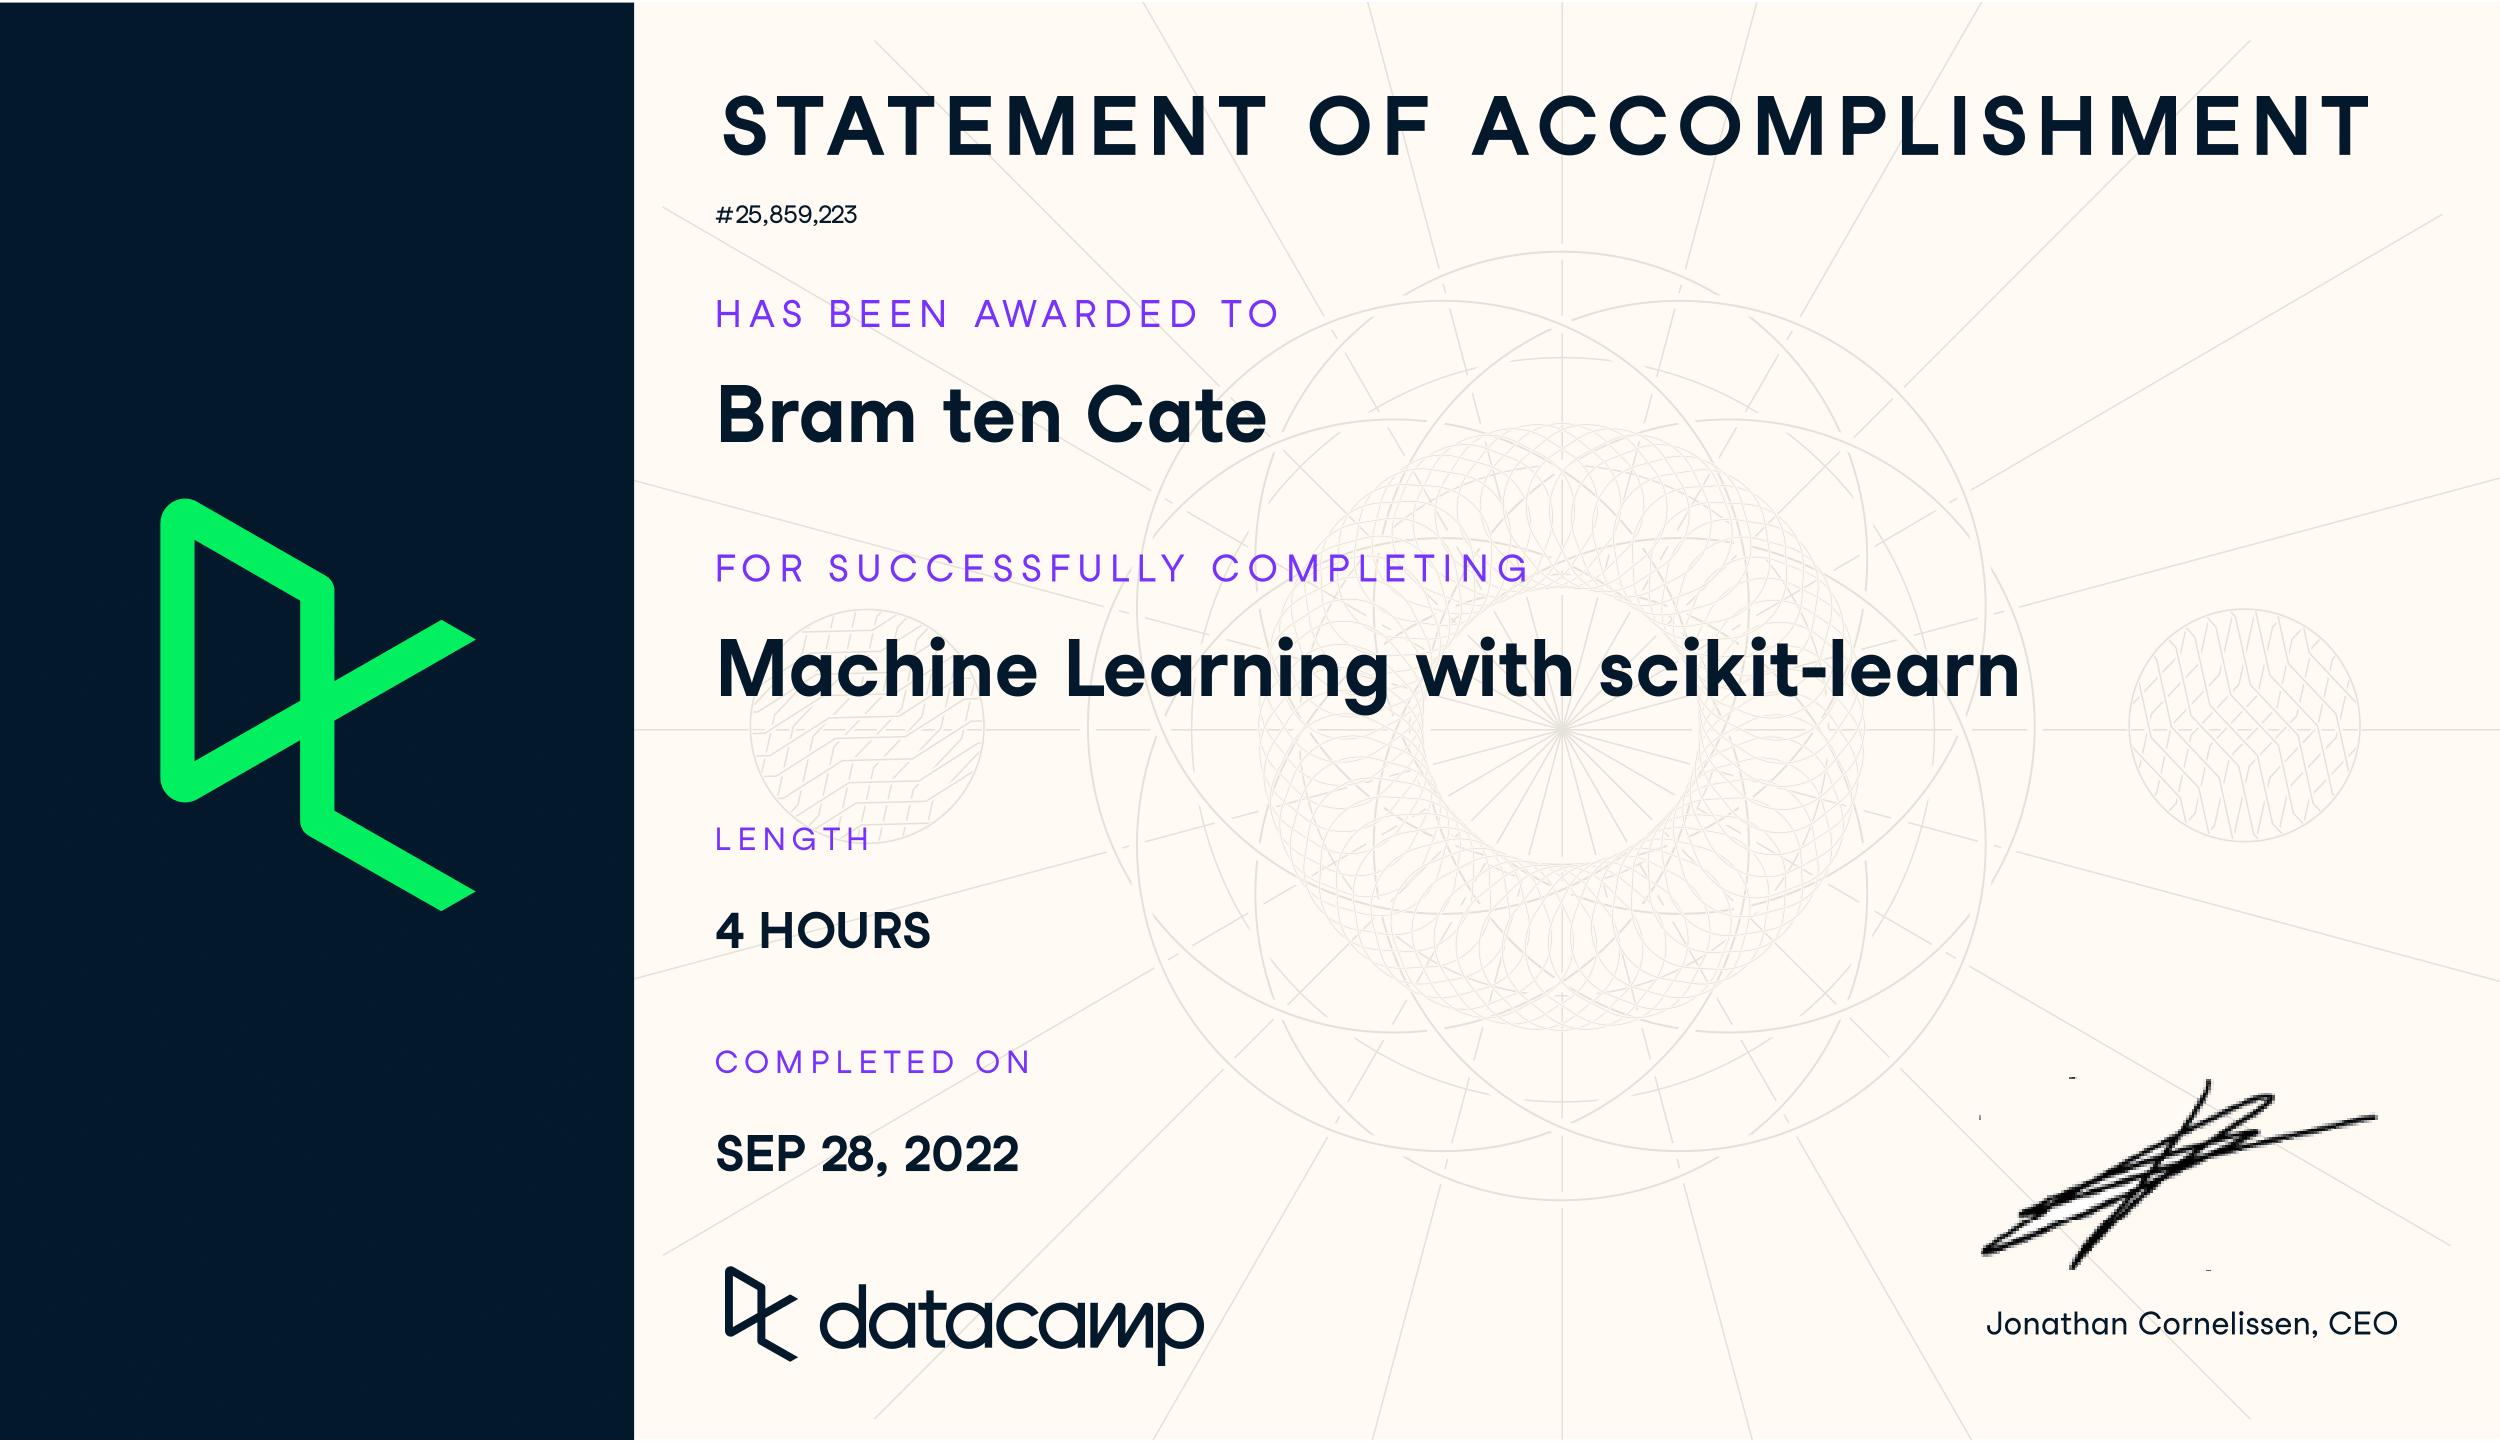 STATEMENT OF ACCOMPLISHMENT
#25,859,223
HAS BEEN AWARDED TO
Bram ten Cate
FOR SUCCESSFULLY COMPLETING
Machine Learning with scikit-learn
LENGTH
4 HOURS
COMPLETED ON
SEP 28, 2022
datacamp
Jonathan Cornelissen, CEO